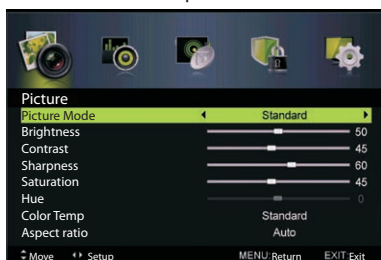 Picture
Picture Mode Standard
Brightness 50
Contrast 45
Sharpness 60
Saturation 45
Hue 0
Color Temp Standard
Aspect ratio Auto
Move Setup MENU:Return EXIT:Exit